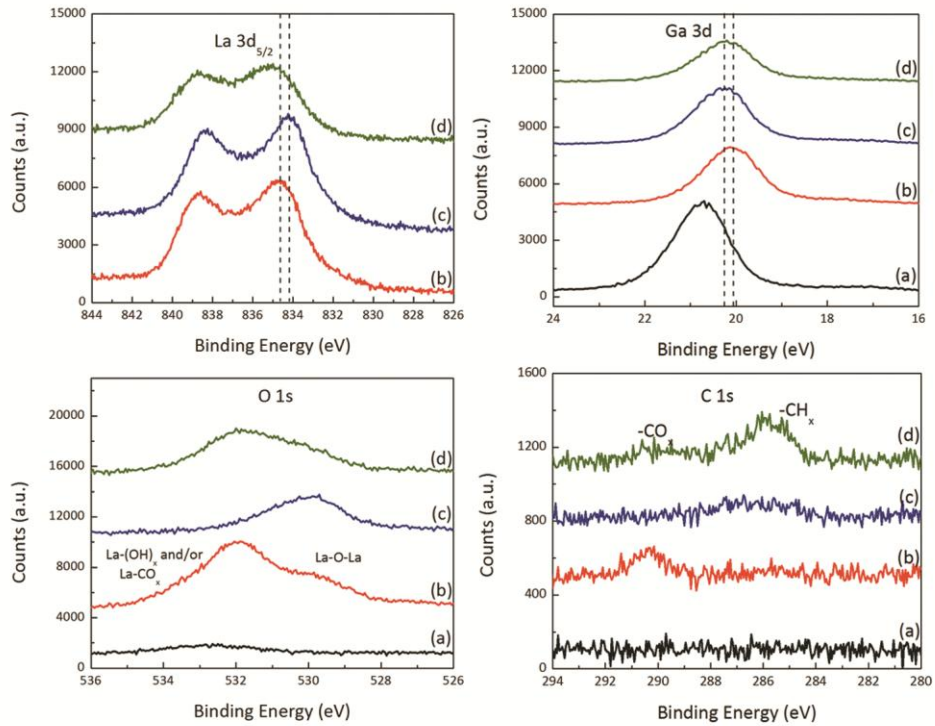 15000
12000
9000
6000
3000
0
La 3d5/2
(d)
(c)
(b)
844 842 840 838 836 834 832 830 828 826
Binding Energy (eV)
Counts (a.u.)
15000
12000
9000
6000
3000
0
Ga 3d
(d)
(c)
(b)
(a)
24 22 20 18 16
Binding Energy (eV)
Counts (a.u.)
20000
16000
12000
8000
4000
0
O 1s
(d)
(c)
La-(OH)x and/or
La-COx
La-O-La
(b)
(a)
536 534 532 530 528 526
Binding Energy (eV)
Counts (a.u.)
1600
1200
800
400
0
C 1s
-COx
-CHx
(d)
(c)
(b)
(a)
294 292 290 288 286 284 282 280
Binding Energy (eV)
Counts (a.u.)